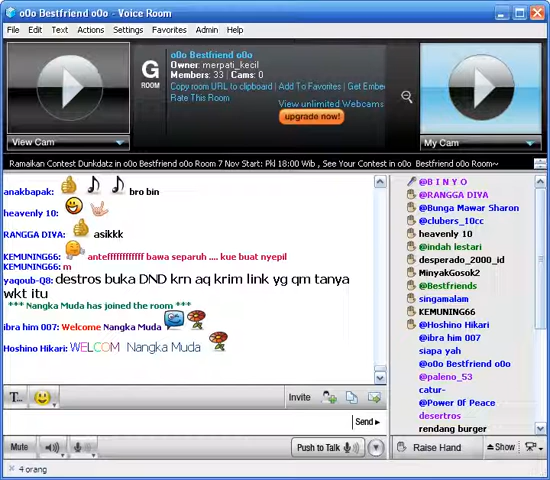 o0o Bestfriend o0o - Voice Room
File Edit Text Actions Settings Favorites Admin Help
View Cam
G
ROOM
o0o Bestfriend o0o
Owner: merpati_kecil
Members: 33 | Cams: 0
Copy room URL to clipboard | Add To Favorites | Get Embe
Rate This Room
View unlimited Webcams
upgrade now!
My Cam
Ramaikan Contest Dunkdatz in o0o Bestfriend o0o Room 7 Nov Start: Pkl 18:00 Wib , See Your Contest in o0o Bestfriend o0o Room~
anakbapak: bro bin
heavenly 10:
RANGGA DIVA: asikkk
KEMUNING66: anteffffffffffff bawa separuh .... kue buat nyepil
KEMUNING66: m
yaqoub-Q8: destros buka DND krn aq krim link yg qm tanya
wkt itu
*** Nangka Muda has joined the room ***
ibra him 007: Welcome Nangka Muda
Hoshino Hikari: WELCOM Nangka Muda
@B I N Y O
@RANGGA DIVA
@Bunga Mawar Sharon
@clubers_10cc
heavenly 10
@indah lestari
desperado_2000_id
MinyakGosok2
@Bestfriends
singamalam
KEMUNING66
@Hoshino Hikari
@ibra him 007
siapa yah
@o0o Bestfriend o0o
@paleno_53
catur-
@Power 0f Peace
desertros
rendang burger
T..
Invite
Send
Mute
Push to Talk
Raise Hand
Show
4 orang